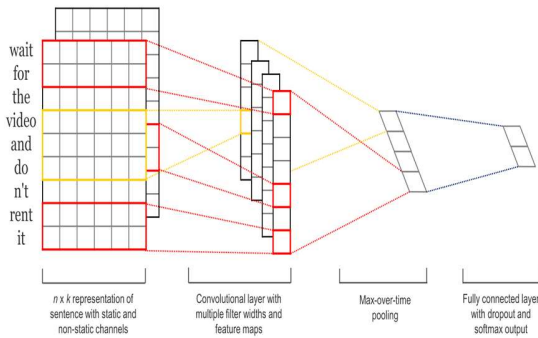 wait
for
the
video
and
do
n't
rent
it
n x k representation of
sentence with static and
non-static channels
Convolutional layer with
multiple filter widths and
feature maps
Max-over-time
pooling
Fully connected layer
with dropout and
softmax output